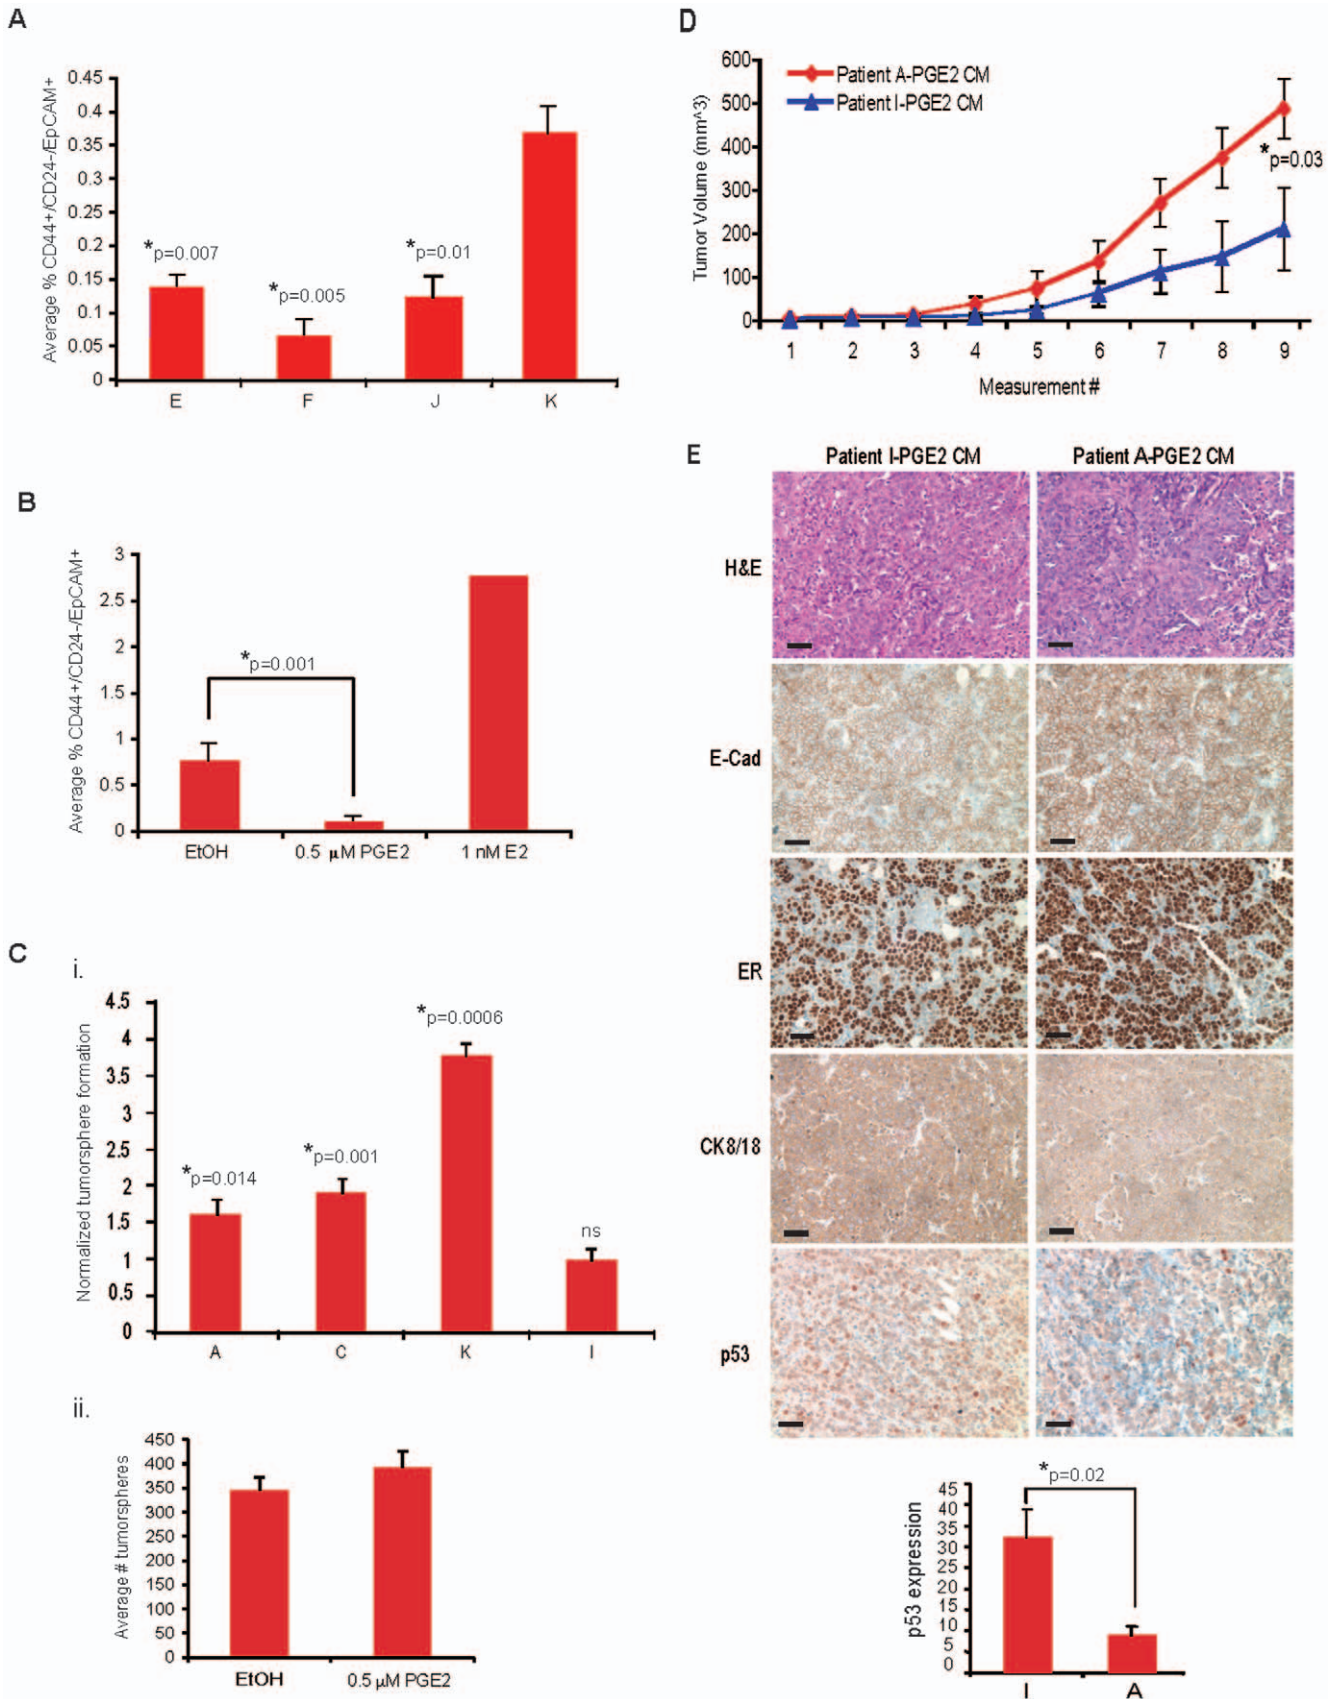 A
Average % CD44+/CD24-/EpCAM+
0.45
0.4
0.35
0.3
0.25
0.2
0.15
0.1
0.05
0
*p=0.007
*p=0.005
*p=0.01
E F J K
B
Average % CD44+/CD24-/EpCAM+
3
2.5
2
1.5
1
0.5
0
*p=0.001
EtOH 0.5 μM PGE2 1 nM E2
C
i.
Normalized tumorsphere formation
4.5
4
3.5
3
2.5
2
1.5
1
0.5
0
*p=0.014
*p=0.001
*p=0.0006
ns
A C K I
ii.
Average # tumorspheres
450
400
350
300
250
200
150
100
50
0
EtOH 0.5 μM PGE2
D
Tumor Volume (mm^3)
600
500
400
300
200
100
0
Patient A-PGE2 CM
Patient I-PGE2 CM
*p=0.03
1 2 3 4 5 6 7 8 9
Measurement #
E
Patient I-PGE2 CM Patient A-PGE2 CM
H&E
E-Cad
ER
CK8/18
p53
p53 expression
45
40
35
30
25
20
15
10
5
0
*p=0.02
I A